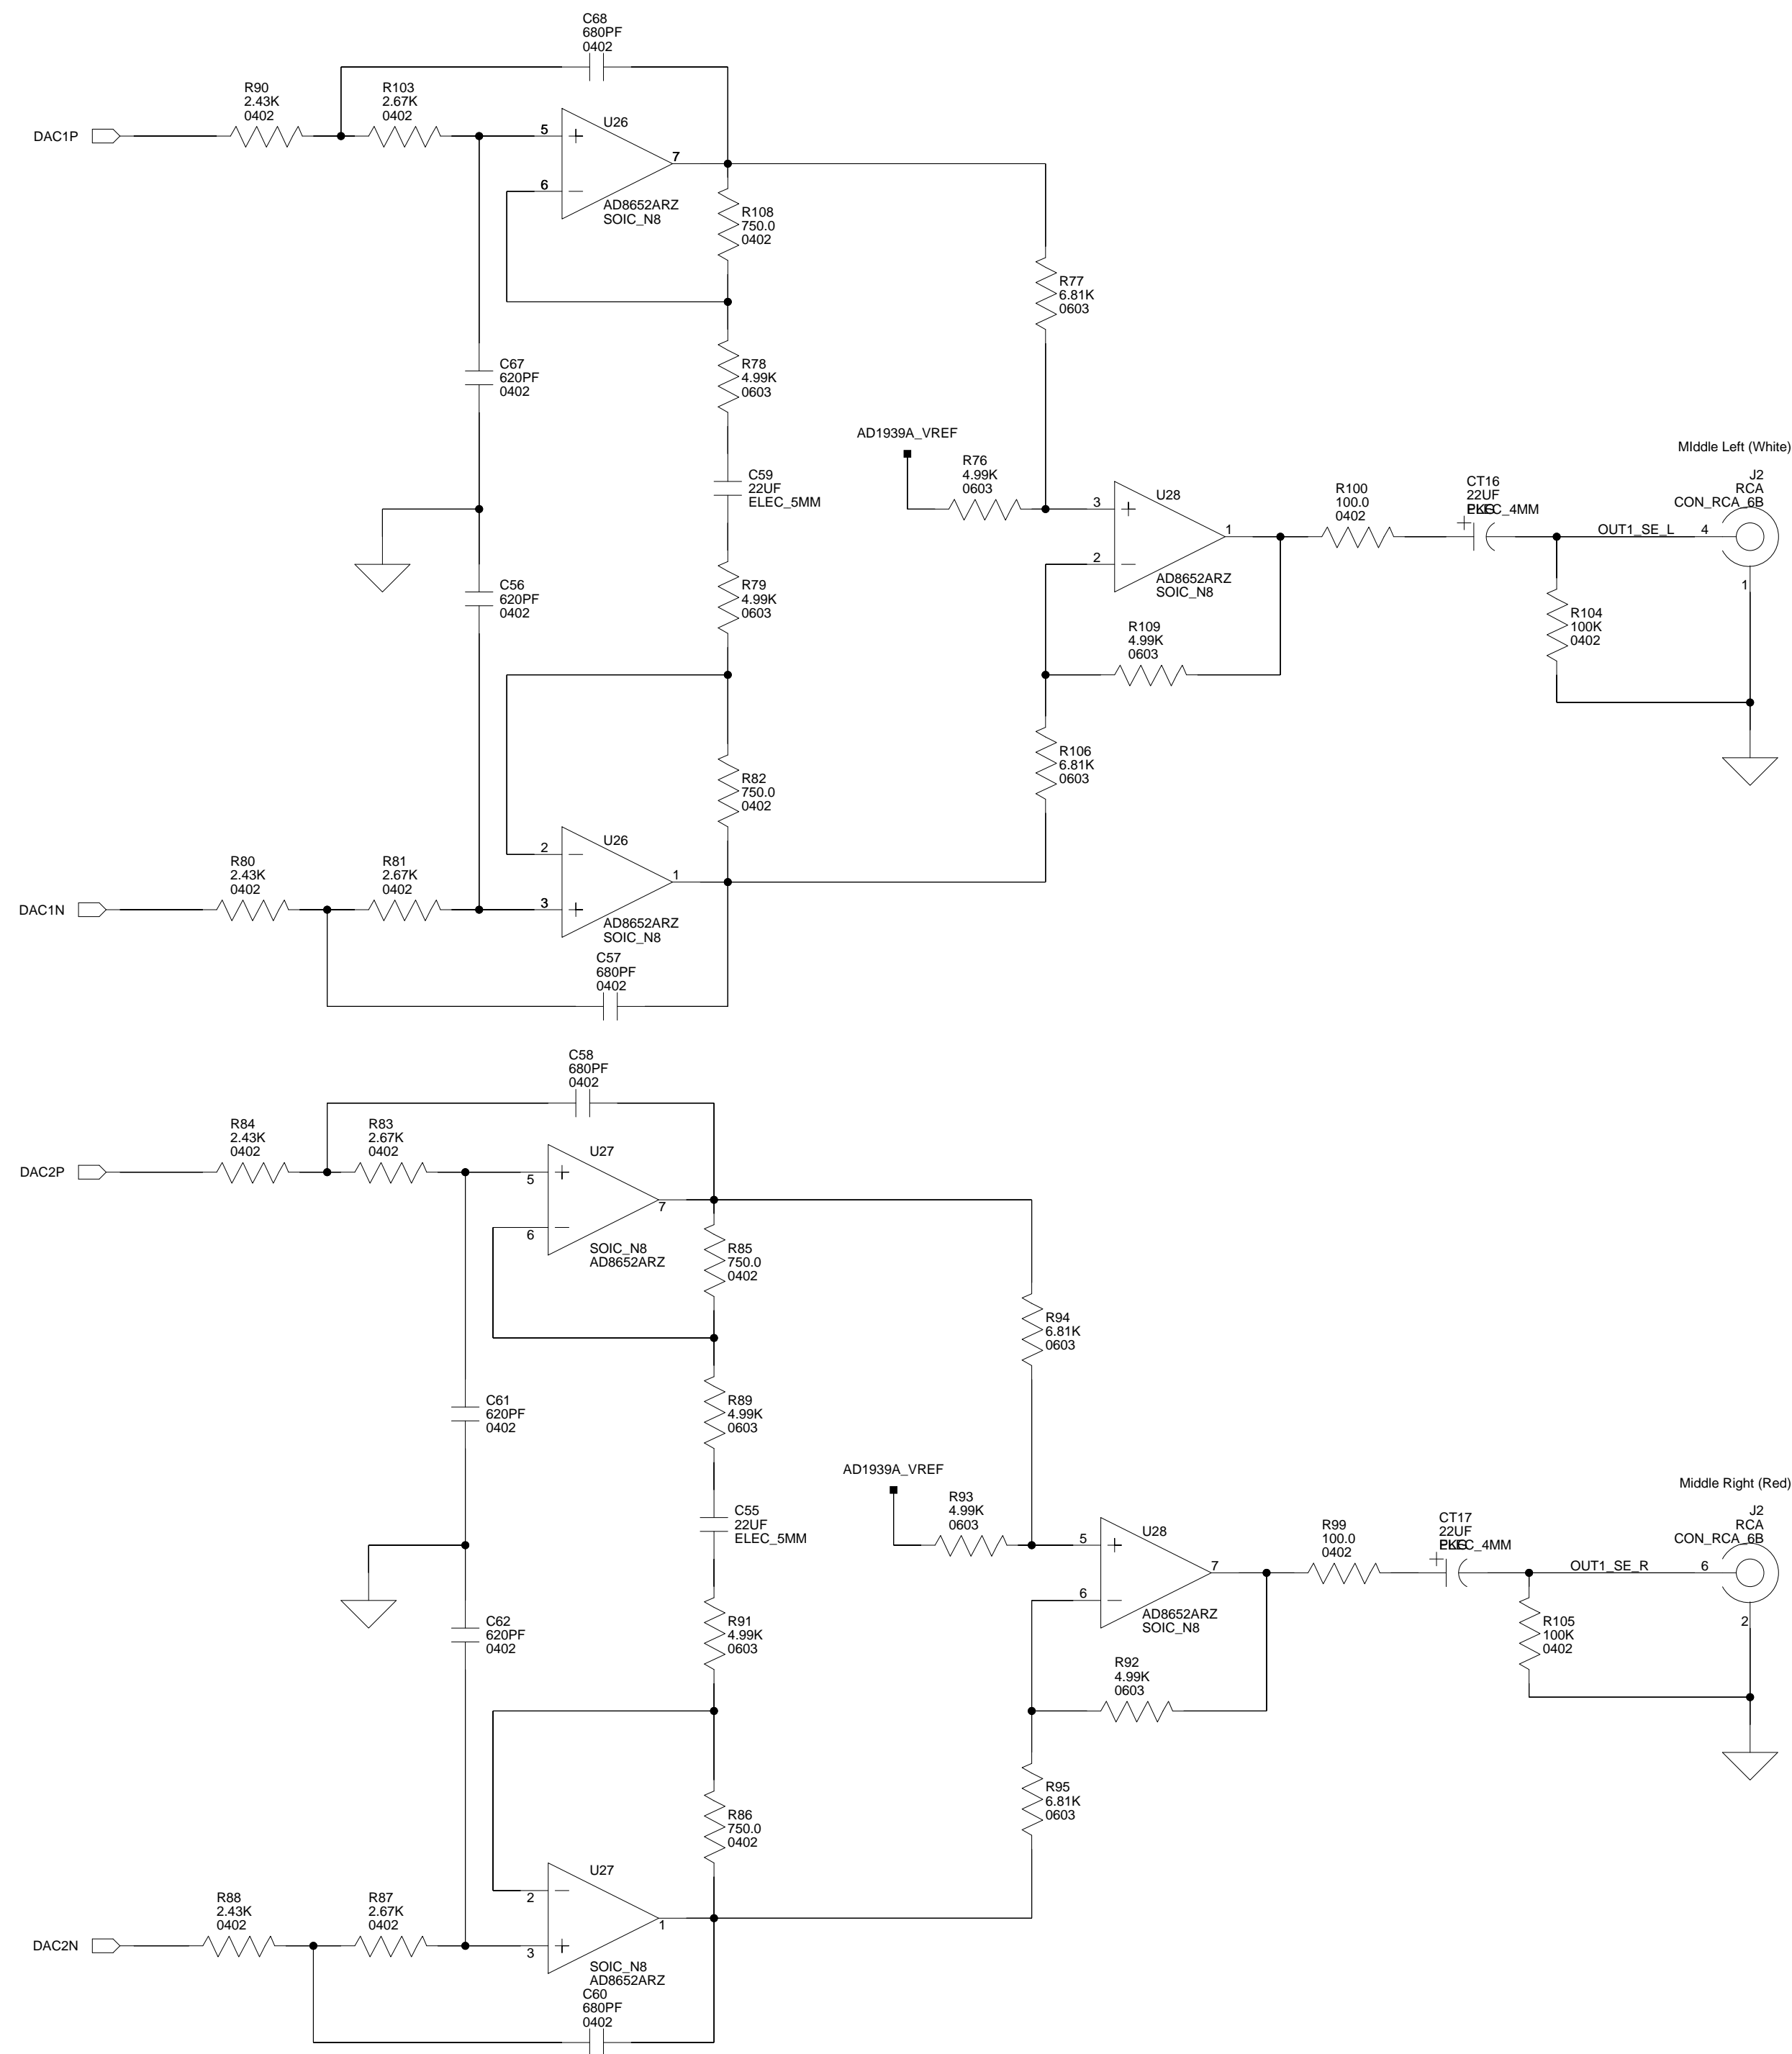 C68
680PF
0402
R90
2.43K
0402
R103
2.67K
0402
DAC1P
5
6
7
U26
AD8652ARZ
SOIC_N8
R108
750.0
0402
R77
6.81K
0603
C67
620PF
0402
R78
4.99K
0603
AD1939A_VREF
R76
4.99K
0603
C59
22UF
ELEC_5MM
3
2
1
U28
AD8652ARZ
SOIC_N8
R100
100.0
0402
CT16
22UF
ELEC_4MM
MIddle Left (White)
J2
RCA
CON_RCA_6B
OUT1_SE_L
4
1
C56
620PF
0402
R79
4.99K
0603
R109
4.99K
0603
R104
100K
0402
R106
6.81K
0603
R82
750.0
0402
R80
2.43K
0402
R81
2.67K
0402
DAC1N
2
3
1
U26
AD8652ARZ
SOIC_N8
C57
680PF
0402
C58
680PF
0402
R84
2.43K
0402
R83
2.67K
0402
DAC2P
5
6
7
U27
SOIC_N8
AD8652ARZ
R85
750.0
0402
R94
6.81K
0603
C61
620PF
0402
R89
4.99K
0603
AD1939A_VREF
R93
4.99K
0603
C55
22UF
ELEC_5MM
5
6
7
U28
AD8652ARZ
SOIC_N8
R99
100.0
0402
CT17
22UF
ELEC_4MM
Middle Right (Red)
J2
RCA
CON_RCA_6B
OUT1_SE_R
6
2
C62
620PF
0402
R91
4.99K
0603
R92
4.99K
0603
R105
100K
0402
R95
6.81K
0603
R86
750.0
0402
R88
2.43K
0402
R87
2.67K
0402
DAC2N
2
3
1
U27
SOIC_N8
AD8652ARZ
C60
680PF
0402